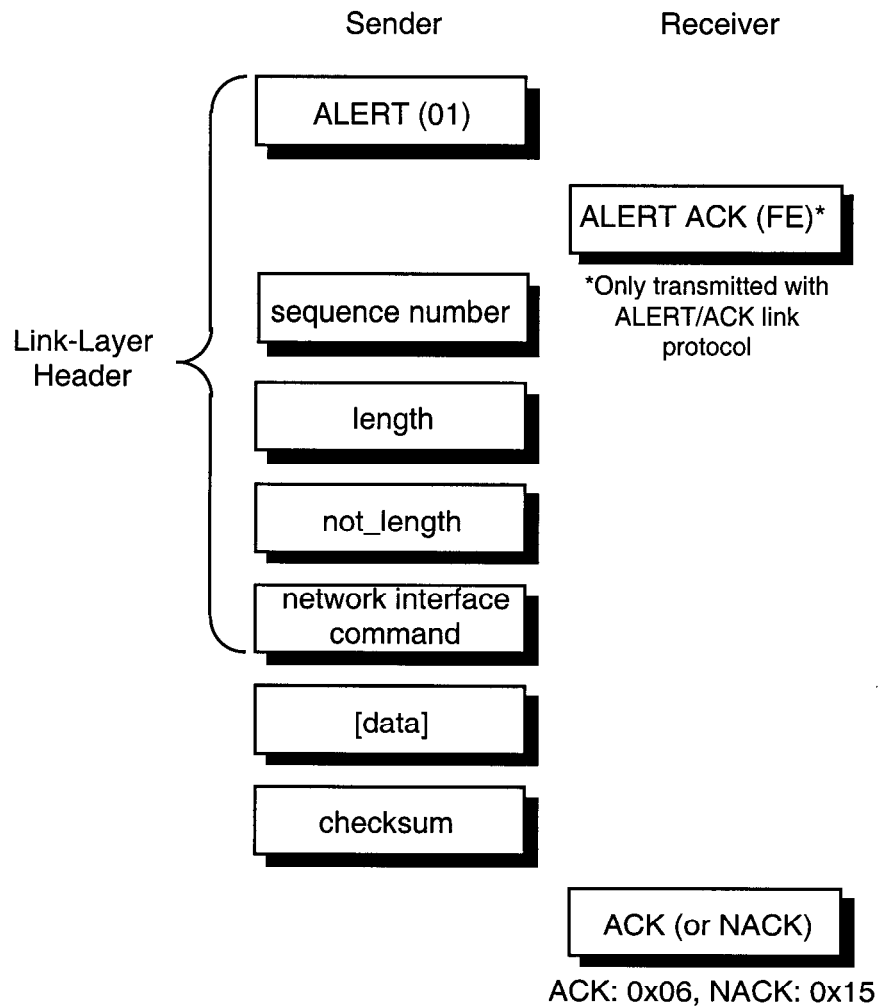 Sender
Receiver
ALERT (01)
ALERT ACK (FE)*
*Only transmitted with
ALERT/ACK link
protocol
sequence number
Link-Layer
Header
length
not_length
network interface
command
[data]
checksum
ACK (or NACK)
ACK: 0x06, NACK: 0x15